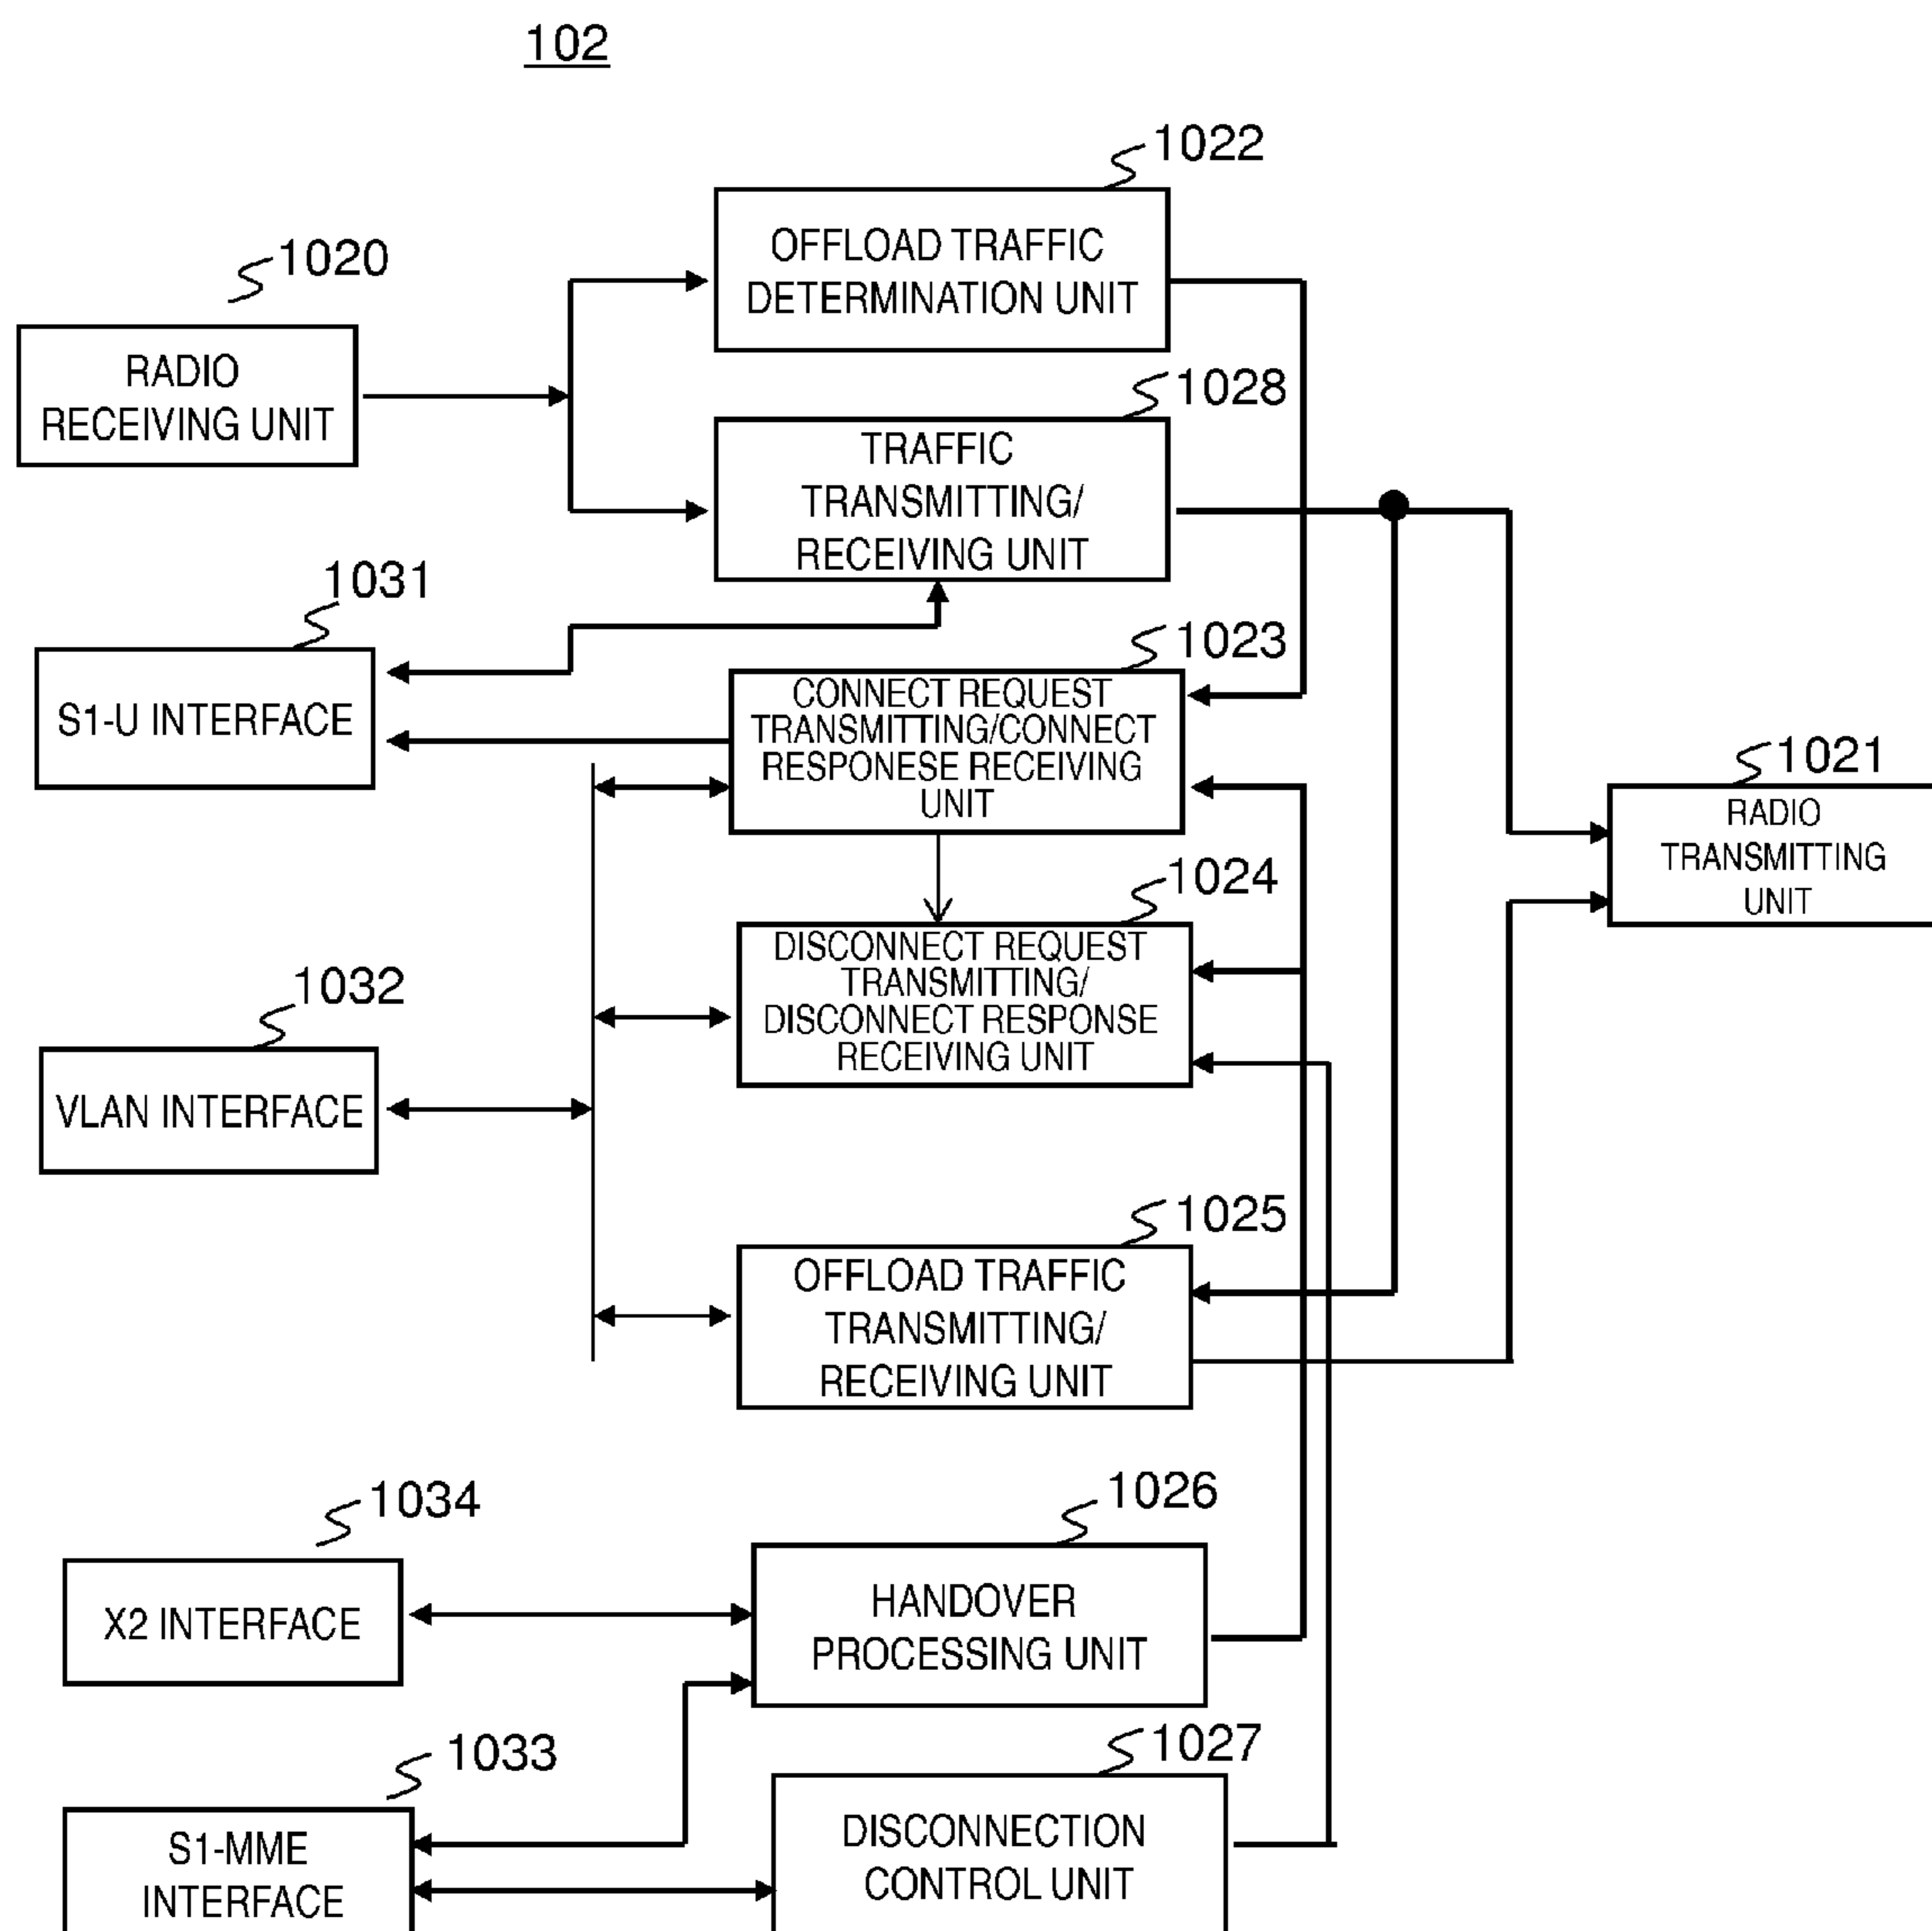 102
1022
OFFLOAD TRAFFIC
DETERMINATION UNIT
1020
RADIO
RECEIVING UNIT
1028
TRAFFIC
TRANSMITTING/
RECEIVING UNIT
1031
S1-U INTERFACE
1023
CONNECT REQUEST
TRANSMITTING/CONNECT
RESPONESE RECEIVING
UNIT
1021
RADIO
TRANSMITTING
UNIT
1024
DISCONNECT REQUEST
TRANSMITTING/
DISCONNECT RESPONSE
RECEIVING UNIT
1032
VLAN INTERFACE
1025
OFFLOAD TRAFFIC
TRANSMITTING/
RECEIVING UNIT
1034
X2 INTERFACE
1026
HANDOVER
PROCESSING UNIT
1033
S1-MME
INTERFACE
1027
DISCONNECTION
CONTROL UNIT